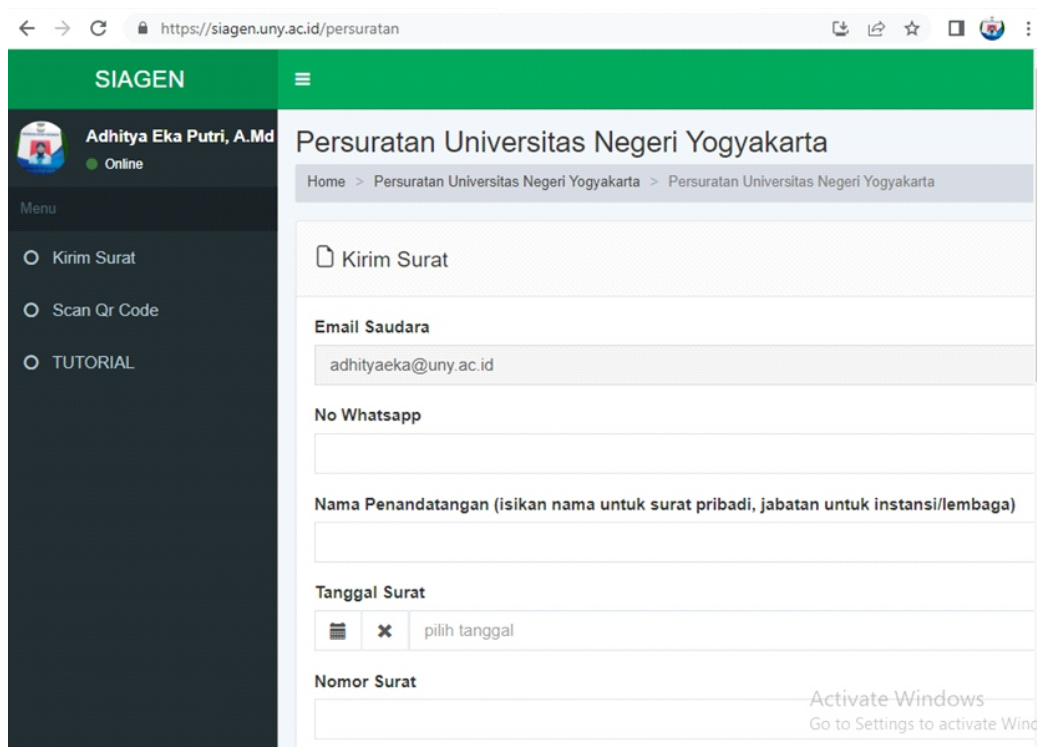 https://siagen.uny.ac.id/persuratan
SIAGEN
Adhitya Eka Putri, A.Md
Online
Menu
Kirim Surat
Scan Qr Code
TUTORIAL
Persuratan Universitas Negeri Yogyakarta
Home > Persuratan Universitas Negeri Yogyakarta > Persuratan Universitas Negeri Yogyakarta
Kirim Surat
Email Saudara
adhityaeka@uny.ac.id
No Whatsapp
Nama Penandatangan (isikan nama untuk surat pribadi, jabatan untuk instansi/lembaga)
Tanggal Surat
pilih tanggal
Nomor Surat
Activate Windows
Go to Settings to activate Wind